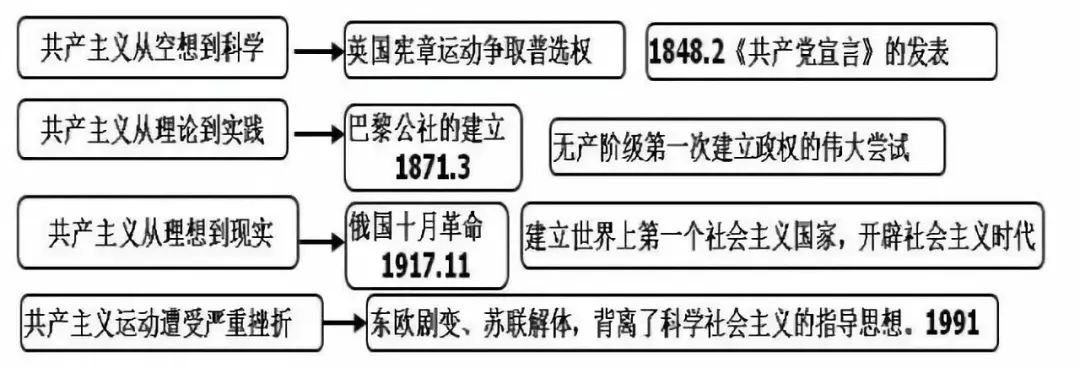 共产主义从空想到科学
英国宪章运动争取普选权
1848.2《共产党宣言》的发表
共产主义从理论到实践
巴黎公社的建立
1871.3
无产阶级第一次建立政权的伟大尝试
共产主义从理想到现实
俄国十月革命
1917.11
建立世界上第一个社会主义国家，开辟社会主义时代
共产主义运动遭受严重挫折
东欧剧变、苏联解体，背离了科学社会主义的指导思想。1991